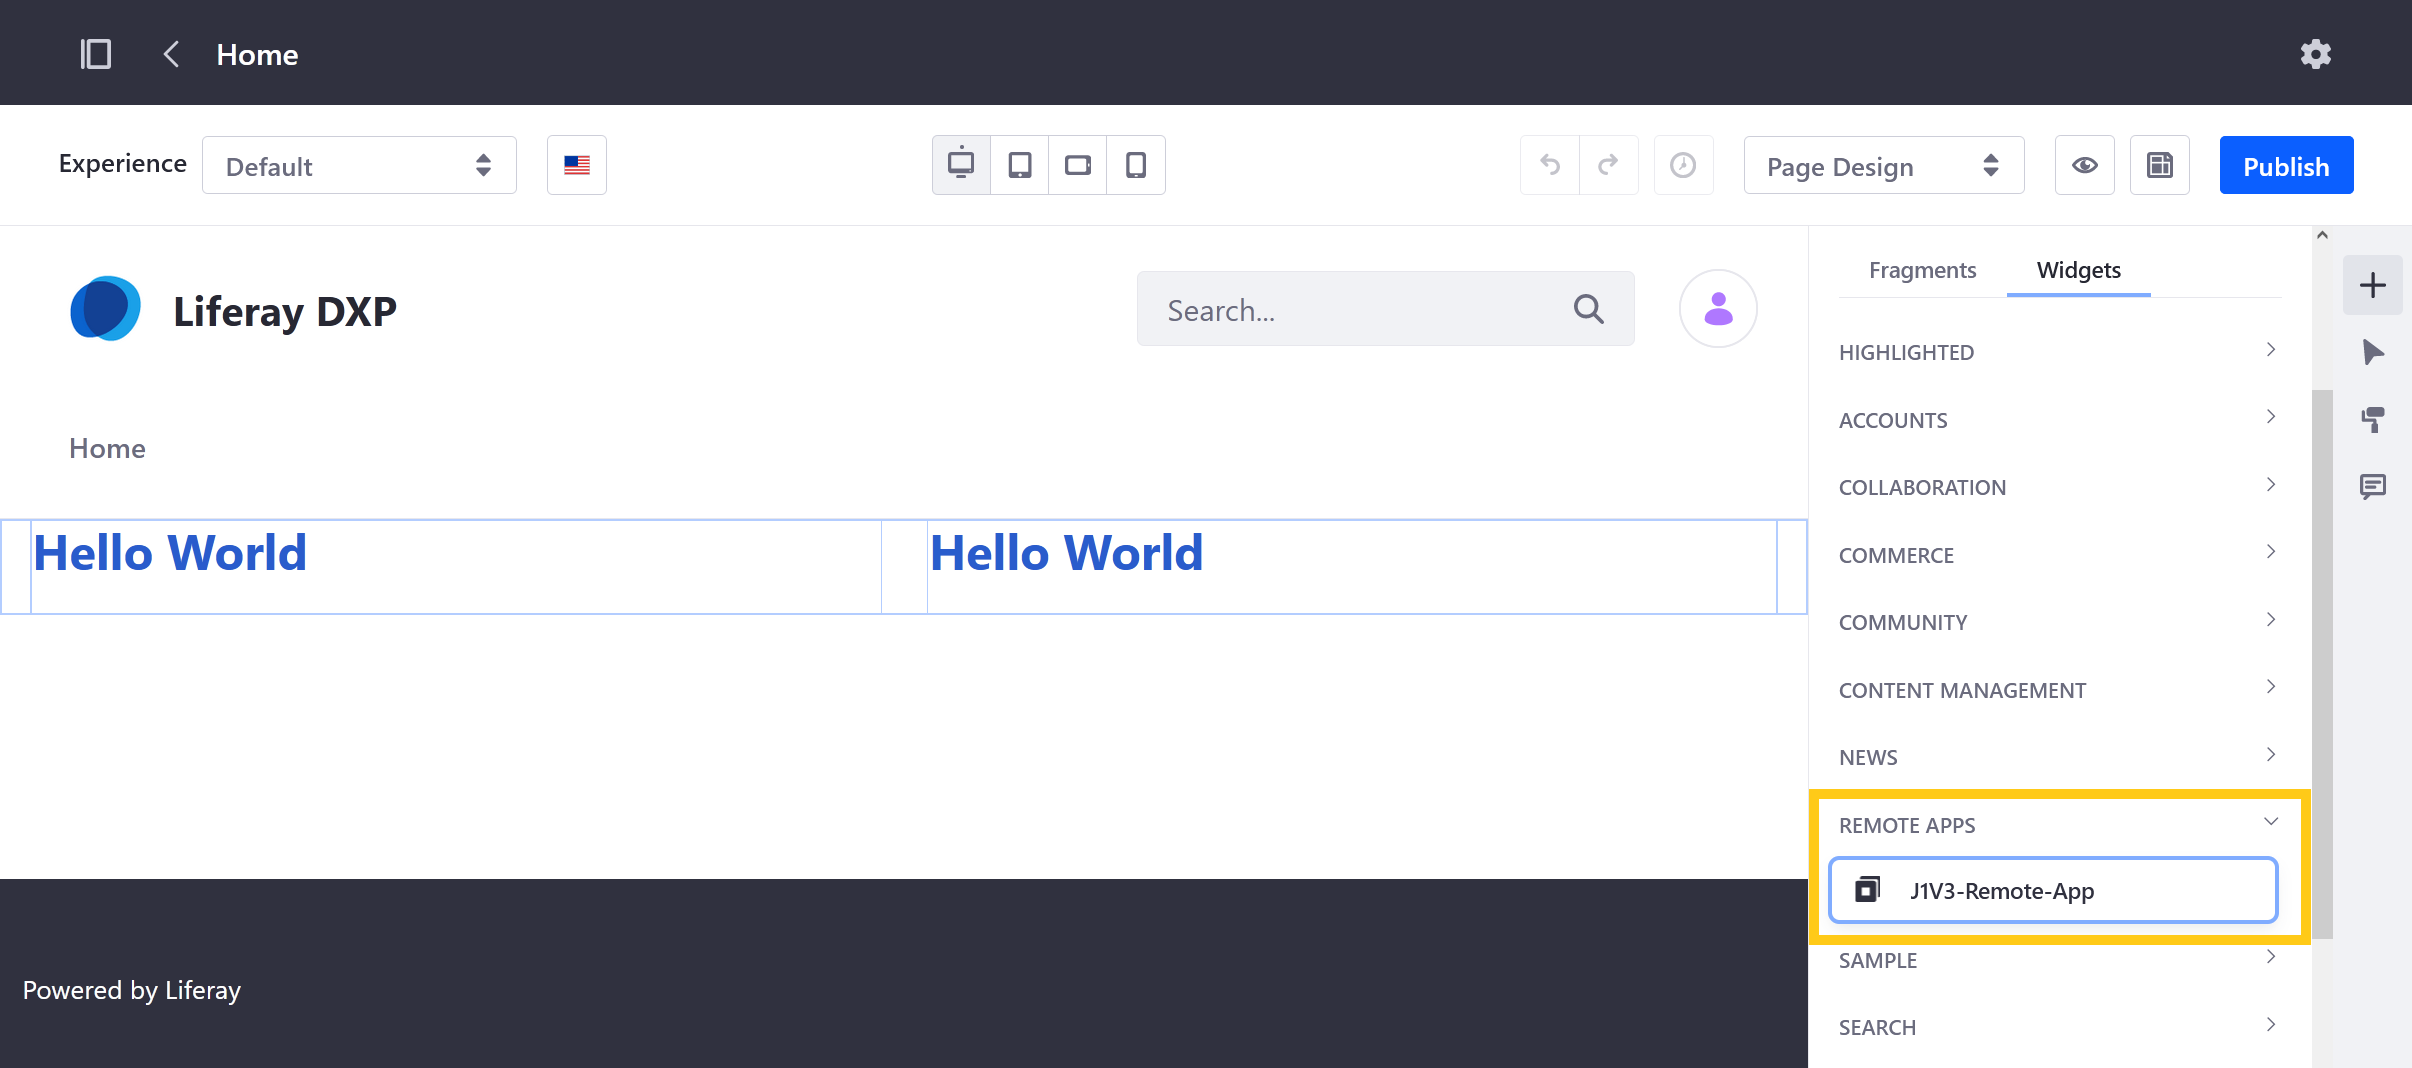 Home
Experience
Default
Page Design
Publish
Liferay DXP
Search...
Home
Hello World
Hello World
Powered by Liferay
Fragments
Widgets
HIGHLIGHTED
ACCOUNTS
COLLABORATION
COMMERCE
COMMUNITY
CONTENT MANAGEMENT
NEWS
REMOTE APPS
J1V3-Remote-App
SAMPLE
SEARCH